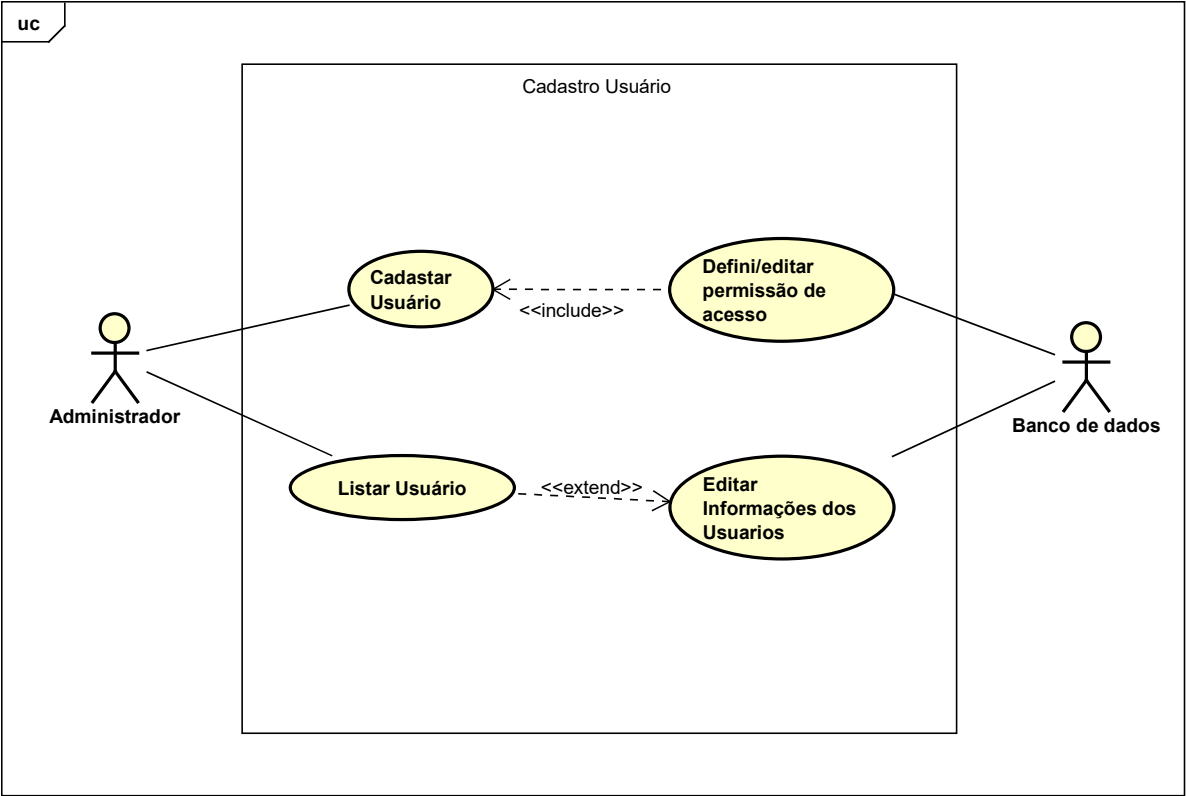 uc
Cadastro Usuário
Cadastar
Usuário
<<include>>
Defini/editar
permissão de
acesso
Administrador
Banco de dados
Listar Usuário
<<extend>>
Editar
Informações dos
Usuarios